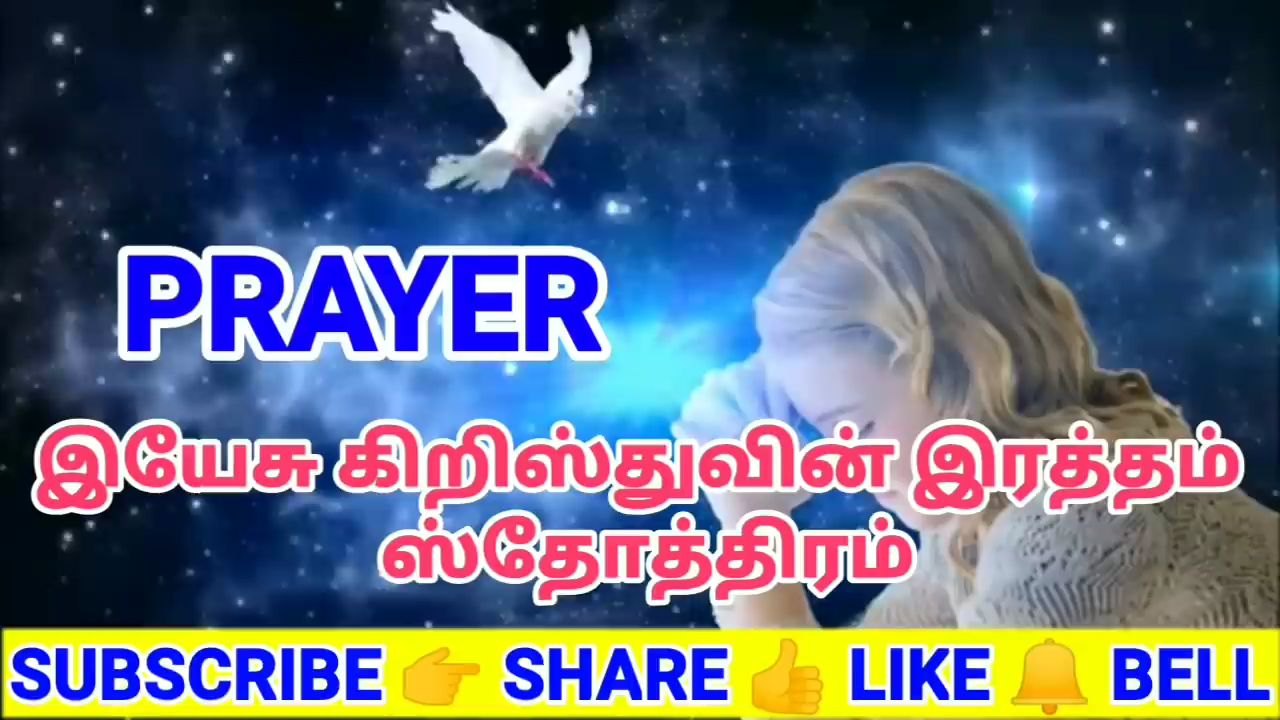 PRAYER
இயேசு கிறிஸ்துவின் இரத்தம்
ஸ்தோத்திரம்
SUBSCRIBE 👉 SHARE 👍 LIKE 🔔 BELL